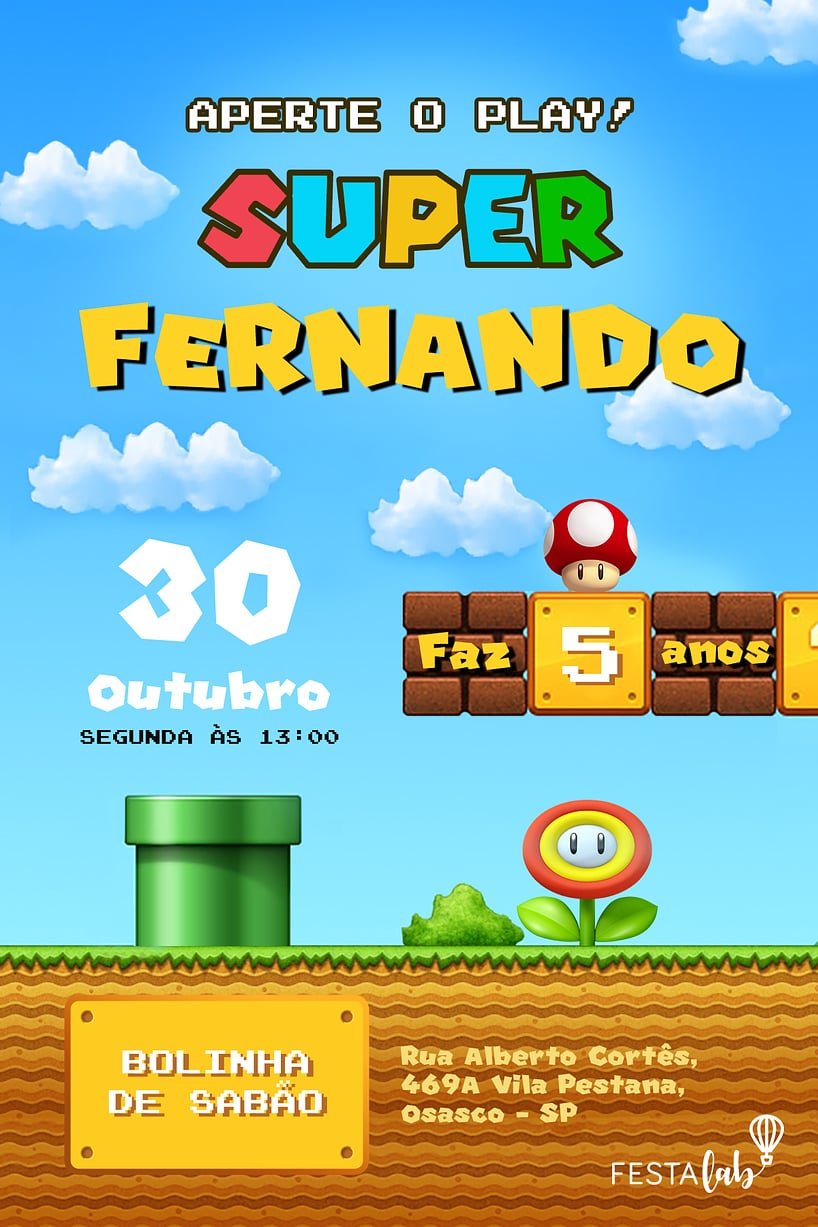 APERTE O PLAY!
SUPER
FERNANDO
30
Outubro
SEGUNDA ÀS 13:00
Faz 5 anos ?
BOLINHA
DE SABÃO
Rua Alberto Cortês,
469A Vila Pestana,
Osasco - SP
FESTAlab